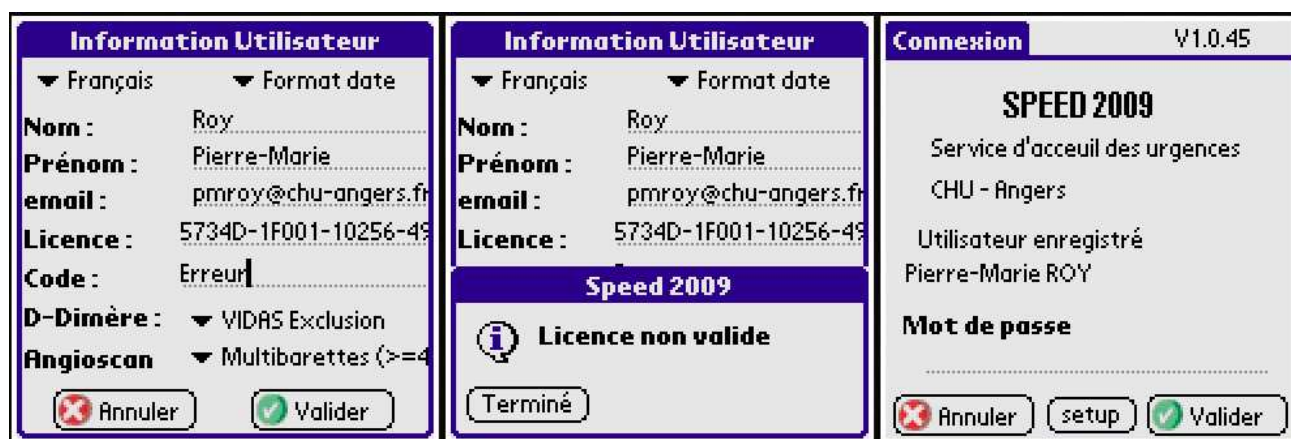 Information Utilisateur
Français Format date
Nom : Roy
Prénom : Pierre-Marie
email : pmroy@chu-angers.fr
Licence : 5734D-1F001-10256-49
Code : Erreur
D-Dimère : VIDAS Exclusion
Angioscan Multibarettes (>=4
Annuler Valider
Information Utilisateur
Français Format date
Nom : Roy
Prénom : Pierre-Marie
email : pmroy@chu-angers.fr
Licence : 5734D-1F001-10256-49
Speed 2009
Licence non valide
Terminé
Connexion V1.0.45
SPEED 2009
Service d'acceuil des urgences
CHU - Angers
Utilisateur enregistré
Pierre-Marie ROY
Mot de passe
Annuler setup Valider